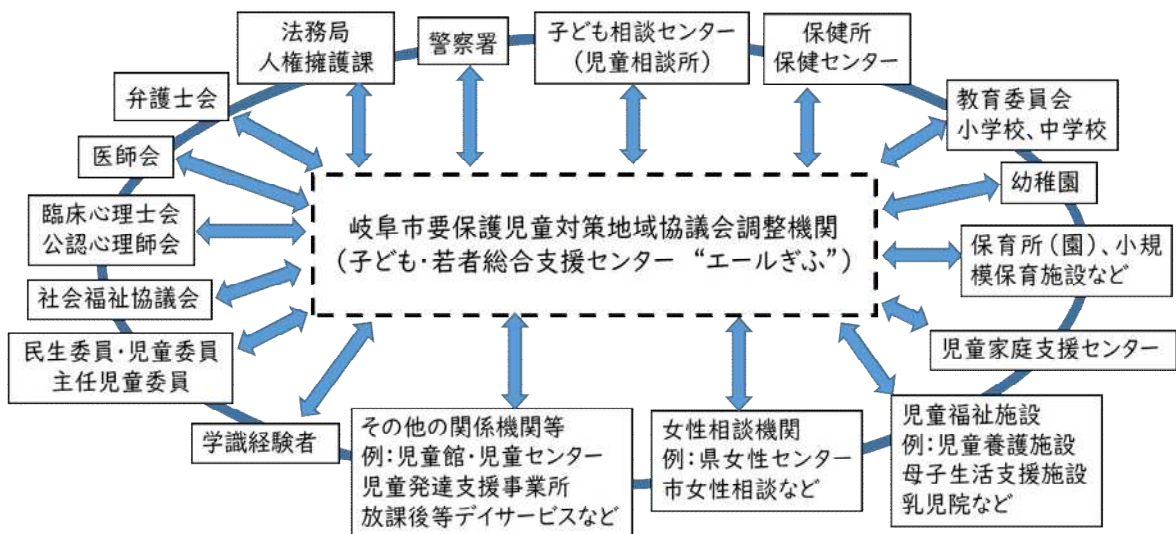 法務局
人権擁護課
警察署
子ども相談センター
（児童相談所）
保健所
保健センター
教育委員会
小学校、中学校
幼稚園
保育所（園）、小規
模保育施設など
児童家庭支援センター
児童福祉施設
例：児童養護施設
母子生活支援施設
乳児院など
女性相談機関
例：県女性センター
市女性相談など
その他の関係機関等
例：児童館・児童センター
児童発達支援事業所
放課後等デイサービスなど
学識経験者
民生委員・児童委員
主任児童委員
社会福祉協議会
臨床心理士会
公認心理師会
医師会
弁護士会
岐阜市要保護児童対策地域協議会調整機関
（子ども・若者総合支援センター “エールぎふ”）